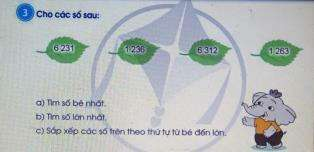 3 Cho các số sau:
6 231 1 236 6 312 1 263
a) Tìm số bé nhất.
b) Tìm số lớn nhất.
c) Sắp xếp các số trên theo thứ tự từ bé đến lớn.